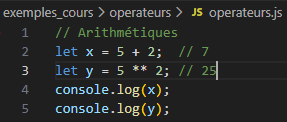 exemples_cours > operateurs > JS operateurs.js
1 // Arithmétiques
2 let x = 5 + 2;  // 7
3 let y = 5 ** 2; // 25
4 console.log(x);
5 console.log(y);